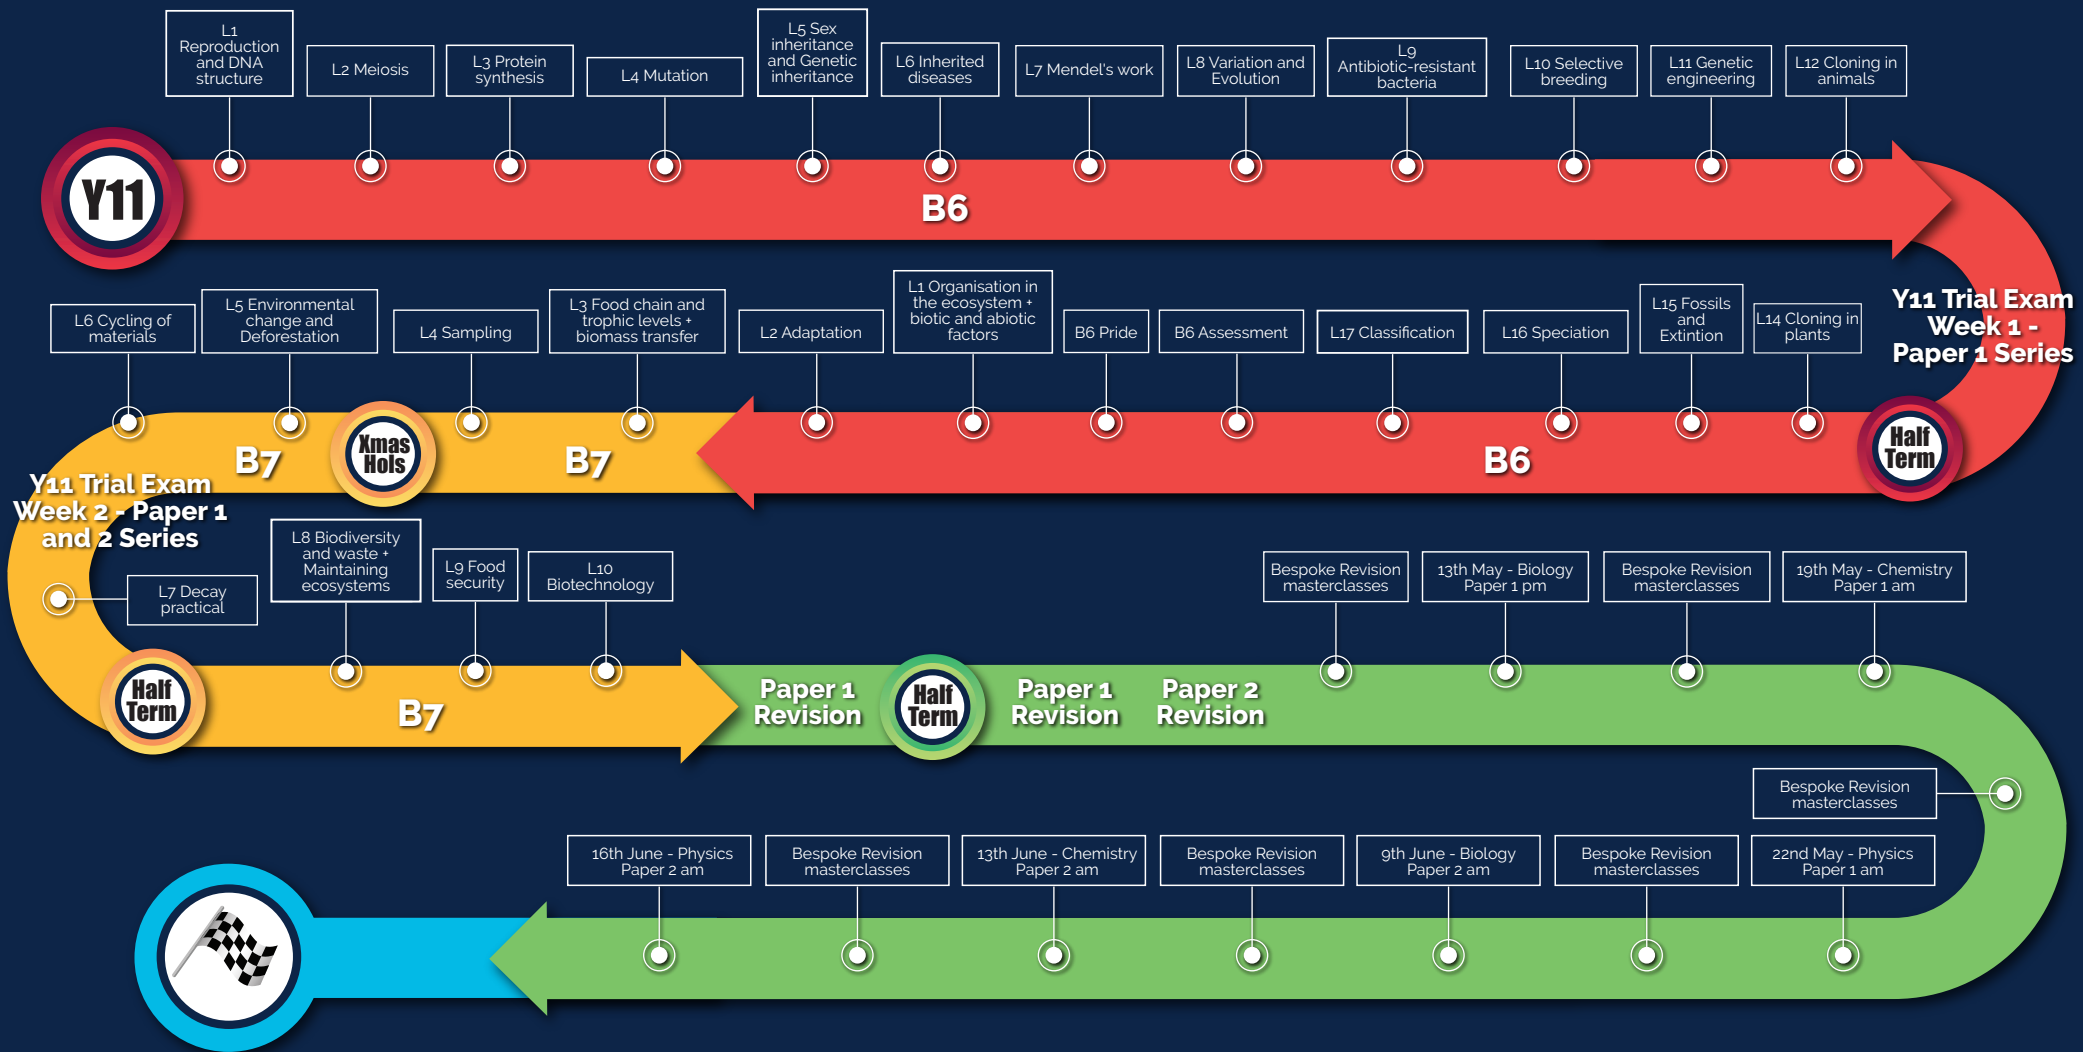 L1
Reproduction
and DNA
structure
L2 Meiosis
L3 Protein
synthesis
L4 Mutation
L5 Sex
inheritance
and Genetic
inheritance
L6 Inherited
diseases
L7 Mendel's work
L8 Variation and
Evolution
L9
Antibiotic-resistant
bacteria
L10 Selective
breeding
L11 Genetic
engineering
L12 Cloning in
animals
Y11
B6
Y11 Trial Exam
Week 1 -
Paper 1 Series
Half
Term
L14 Cloning in
plants
L15 Fossils
and
Extintion
L16 Speciation
L17 Classification
B6 Assessment
B6 Pride
L1 Organisation in
the ecosystem +
biotic and abiotic
factors
L2 Adaptation
B6
L3 Food chain and
trophic levels +
biomass transfer
L4 Sampling
B7
Xmas
Hols
L5 Environmental
change and
Deforestation
L6 Cycling of
materials
B7
Y11 Trial Exam
Week 2 - Paper 1
and 2 Series
L7 Decay
practical
Half
Term
L8 Biodiversity
and waste +
Maintaining
ecosystems
L9 Food
security
L10
Biotechnology
B7
Paper 1
Revision
Half
Term
Paper 1
Revision
Paper 2
Revision
Bespoke Revision
masterclasses
13th May - Biology
Paper 1 pm
Bespoke Revision
masterclasses
19th May - Chemistry
Paper 1 am
Bespoke Revision
masterclasses
22nd May - Physics
Paper 1 am
Bespoke Revision
masterclasses
9th June - Biology
Paper 2 am
Bespoke Revision
masterclasses
13th June - Chemistry
Paper 2 am
Bespoke Revision
masterclasses
16th June - Physics
Paper 2 am